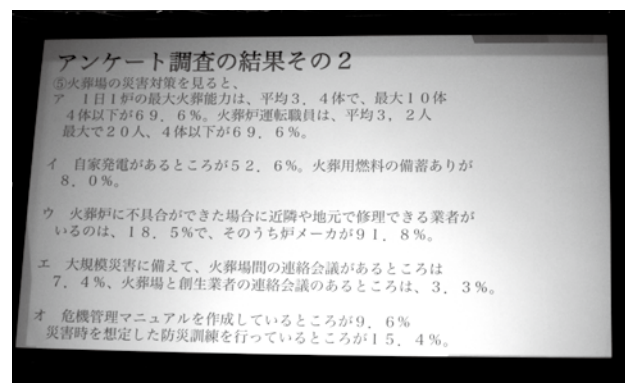 アンケート調査の結果その2
⑤火葬場の災害対策を見ると、
ア 1日1炉の最大火葬能力は、平均3．4体で、最大10体
4体以下が69．6%。火葬炉運転職員は、平均3．2人
最大で20人、4体以下が69．6%。
イ 自家発電があるところが52．6%。火葬用燃料の備蓄ありが
8．0%。
ウ 火葬炉に不具合ができた場合に近隣や地元で修理できる業者が
いるのは、18．5%で、そのうち炉メーカが91．8%。
エ 大規模災害に備えて、火葬場間の連絡会議があるところは
7．4%、火葬場と創生業者の連絡会議のあるところは、3．3%。
オ 危機管理マニュアルを作成しているところが9．6%
災害時を想定した防災訓練を行っているところが15．4%。